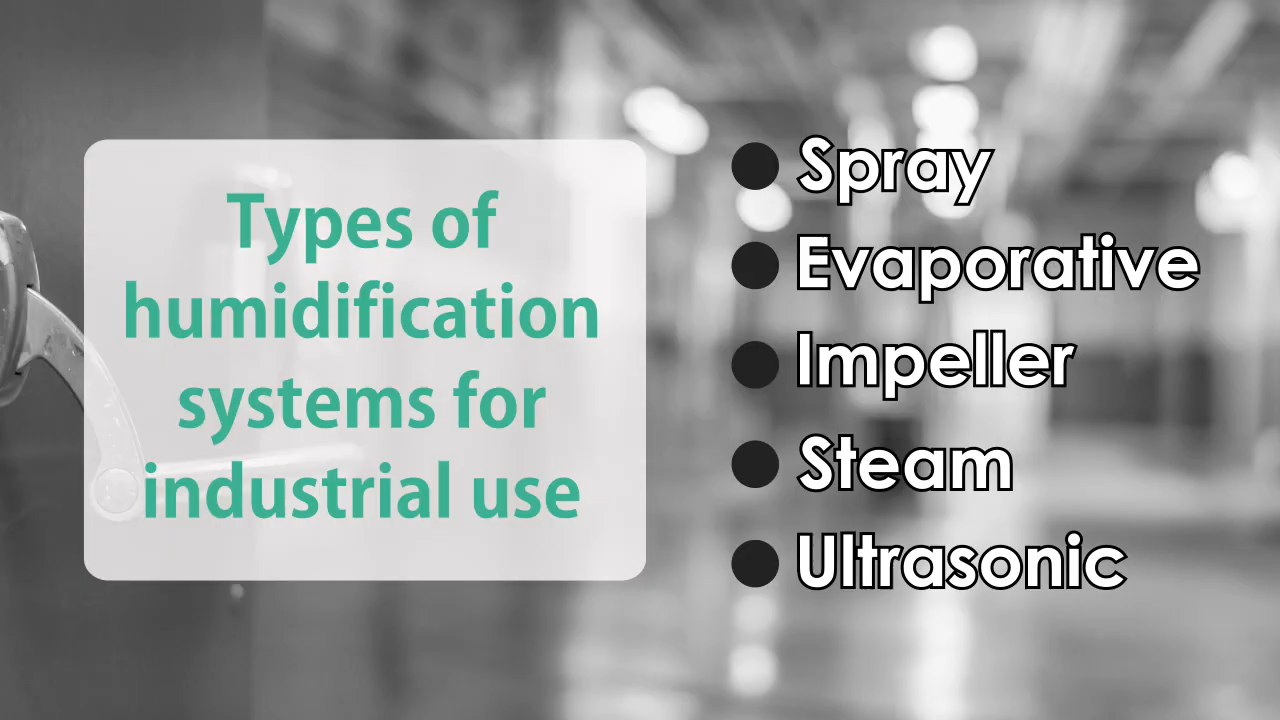 Types of
humidification
systems for
industrial use
Spray
Evaporative
Impeller
Steam
Ultrasonic